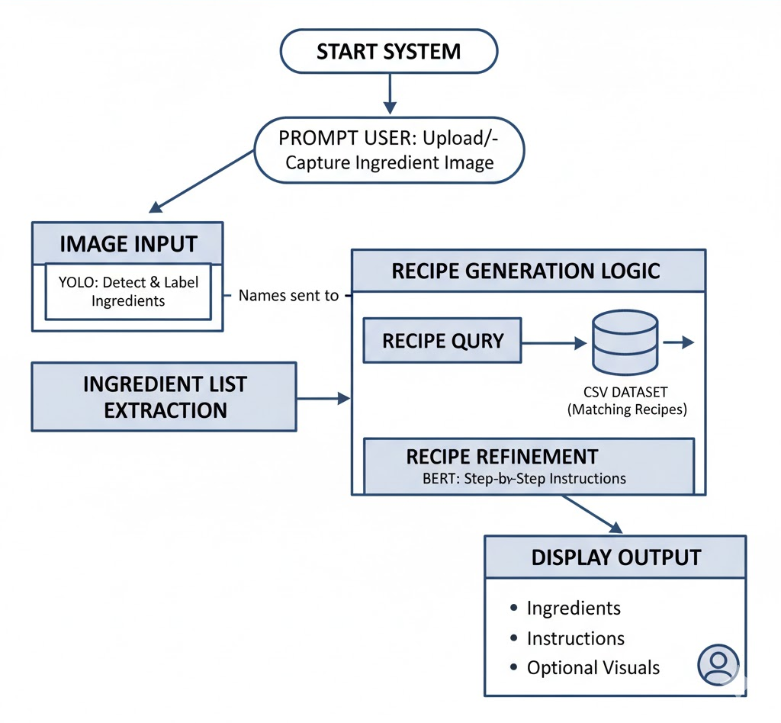 START SYSTEM
PROMPT USER: Upload/-
Capture Ingredient Image
IMAGE INPUT
YOLO: Detect & Label
Ingredients
Names sent to
INGREDIENT LIST
EXTRACTION
RECIPE GENERATION LOGIC
RECIPE QURY
CSV DATASET
(Matching Recipes)
RECIPE REFINEMENT
BERT: Step-by-Step Instructions
DISPLAY OUTPUT
• Ingredients
• Instructions
• Optional Visuals